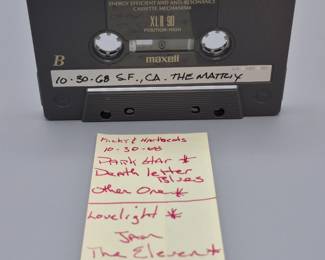 ENERGY EFFICIENT AND ANTI-RESONANCE
CASSETTE MECHANISM
XLII 90
POSITION·HIGH
B
maxell
10·30·68 S.F., CA. THE MATRIX
Micky & Hartbeats
10-30-68
Dark Star *
Death Letter
Blues
Other One *
Lovelight *
Jam
The Eleven *